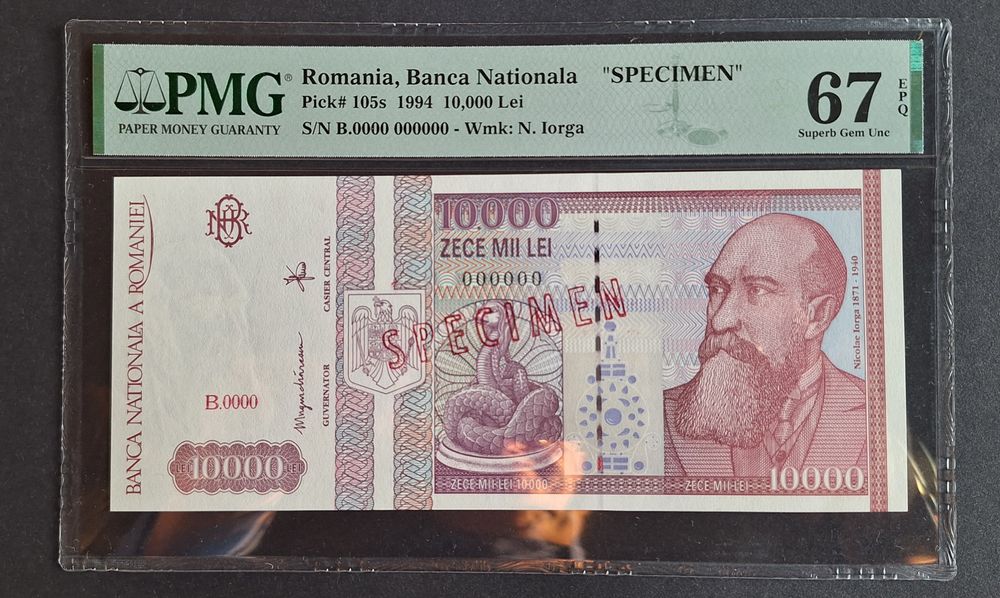 PMG®
PAPER MONEY GUARANTY
Romania, Banca Nationala "SPECIMEN"
Pick# 105s 1994 10,000 Lei
S/N B.0000 000000 - Wmk: N. Iorga
67
EPQ
Superb Gem Unc
BANCA NATIONALA A ROMANIEI
B.0000
GUVERNATOR
CASIER CENTRAL
LEI 10000 LEI
10.000
ZECE MII LEI
000000
SPECIMEN
ZECE MII LEI 10000
ZECE MII LEI
10000
Nicolae Iorga 1871 - 1940